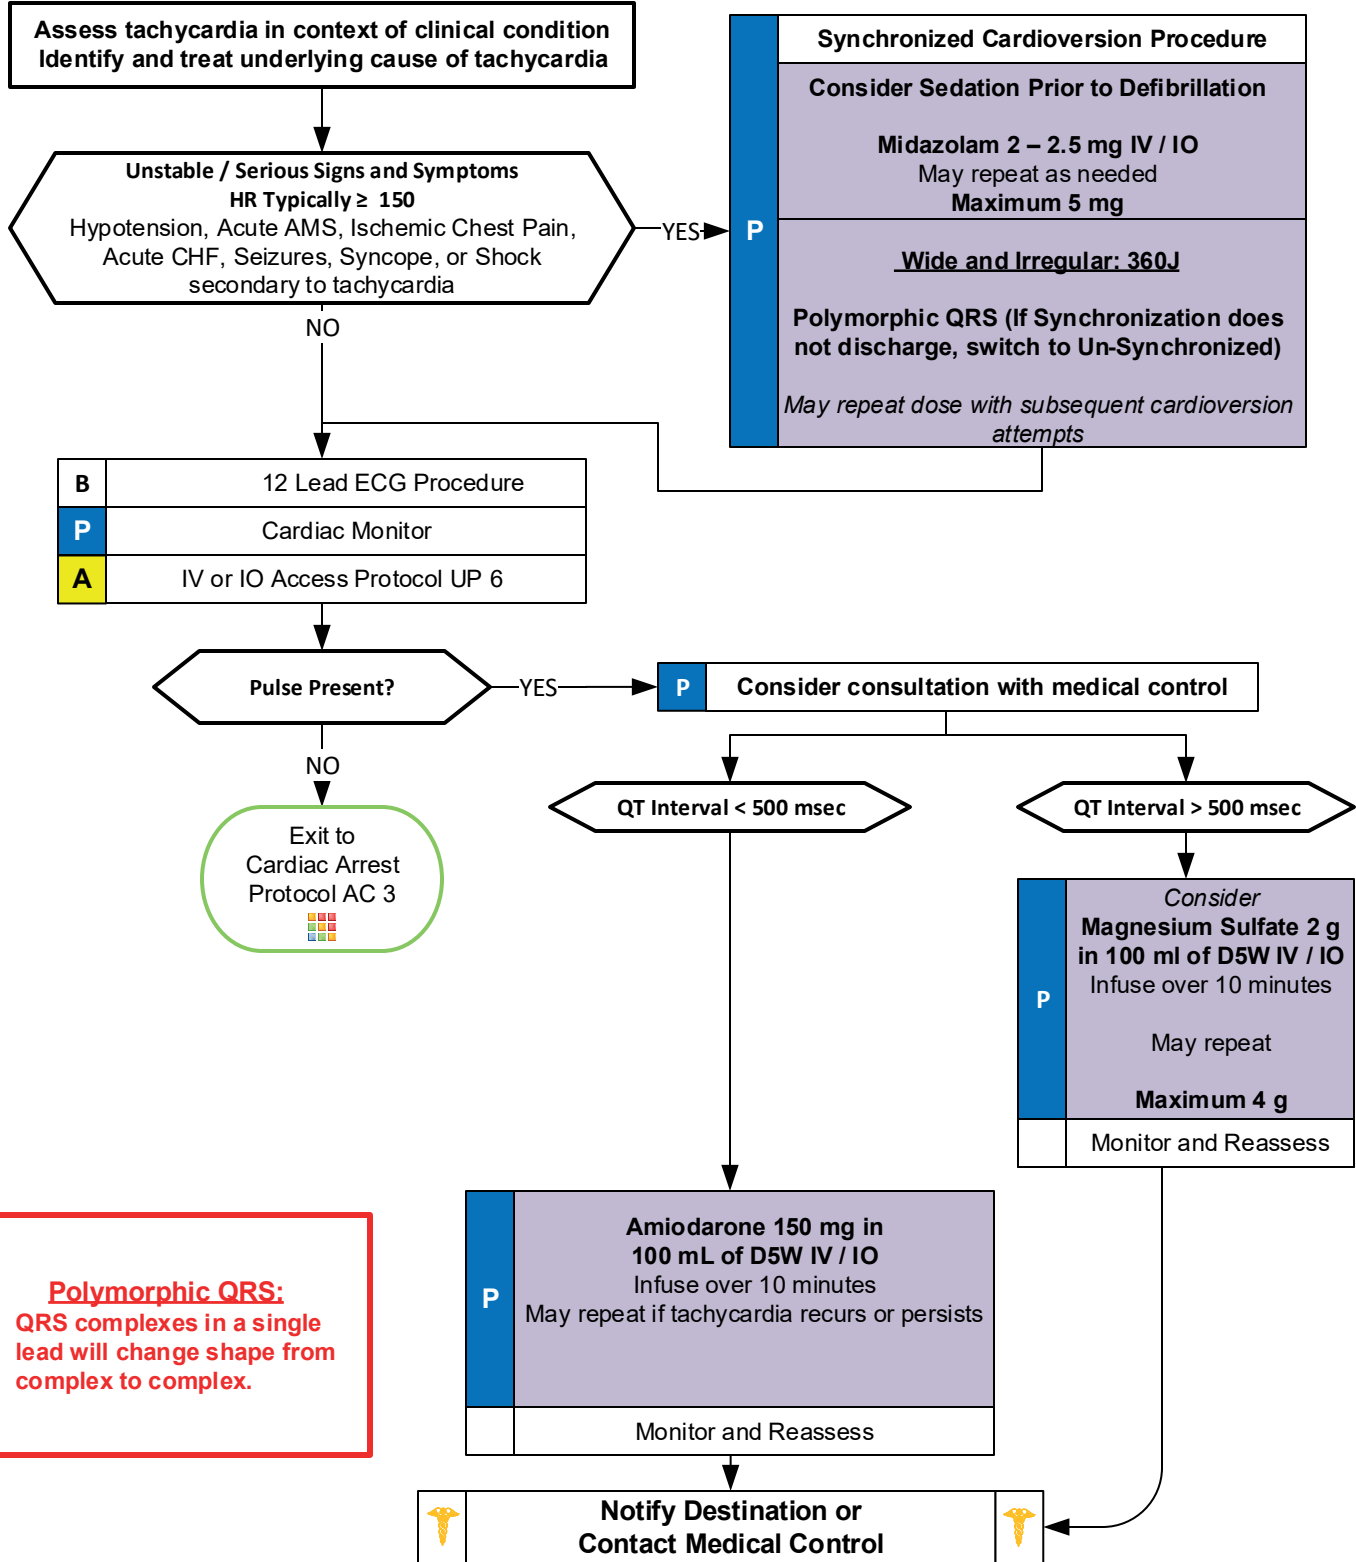 Assess tachycardia in context of clinical condition
Identify and treat underlying cause of tachycardia
Unstable / Serious Signs and Symptoms
HR Typically ≥ 150
Hypotension, Acute AMS, Ischemic Chest Pain,
Acute CHF, Seizures, Syncope, or Shock
secondary to tachycardia
YES
NO
P
Synchronized Cardioversion Procedure
Consider Sedation Prior to Defibrillation
Midazolam 2 – 2.5 mg IV / IO
May repeat as needed
Maximum 5 mg
Wide and Irregular: 360J
Polymorphic QRS (If Synchronization does
not discharge, switch to Un-Synchronized)
May repeat dose with subsequent cardioversion
attempts
B
12 Lead ECG Procedure
P
Cardiac Monitor
A
IV or IO Access Protocol UP 6
Pulse Present?
YES
P
Consider consultation with medical control
NO
Exit to
Cardiac Arrest
Protocol AC 3
QT Interval < 500 msec
QT Interval > 500 msec
P
Consider
Magnesium Sulfate 2 g
in 100 ml of D5W IV / IO
Infuse over 10 minutes
May repeat
Maximum 4 g
Monitor and Reassess
P
Amiodarone 150 mg in
100 mL of D5W IV / IO
Infuse over 10 minutes
May repeat if tachycardia recurs or persists
Monitor and Reassess
Polymorphic QRS:
QRS complexes in a single
lead will change shape from
complex to complex.
Notify Destination or
Contact Medical Control